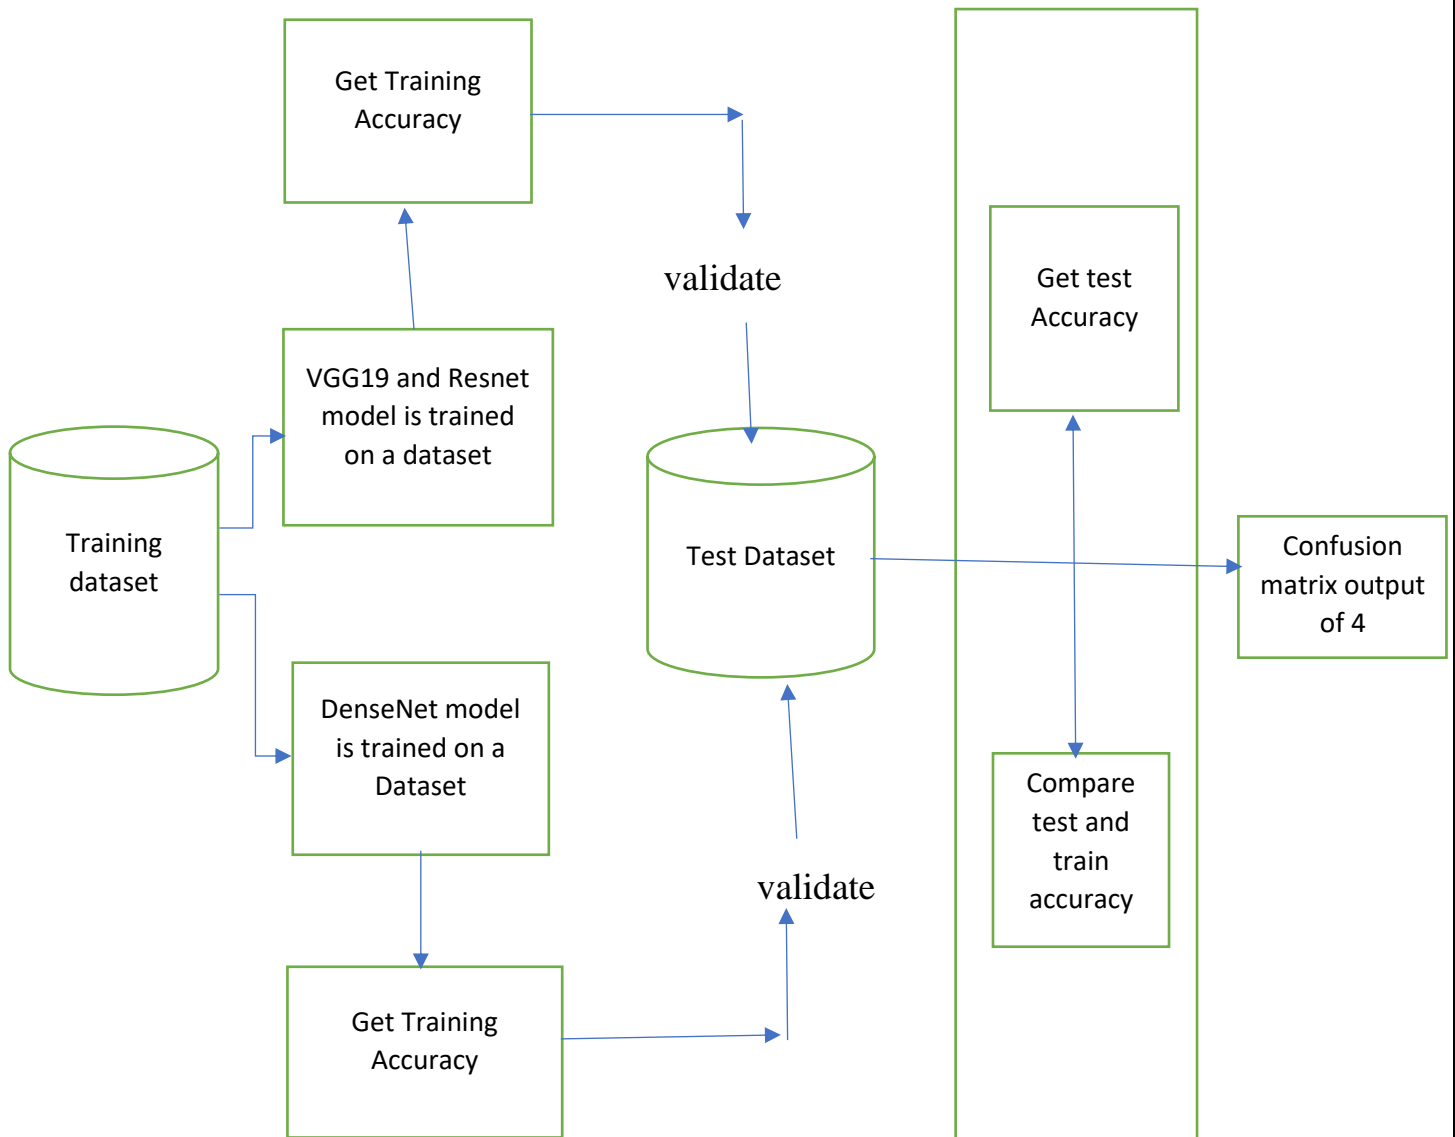 Get Training
Accuracy
validate
Get test
Accuracy
VGG19 and Resnet
model is trained
on a dataset
Training
dataset
Test Dataset
Confusion
matrix output
of 4
DenseNet model
is trained on a
Dataset
Compare
test and
train
accuracy
validate
Get Training
Accuracy